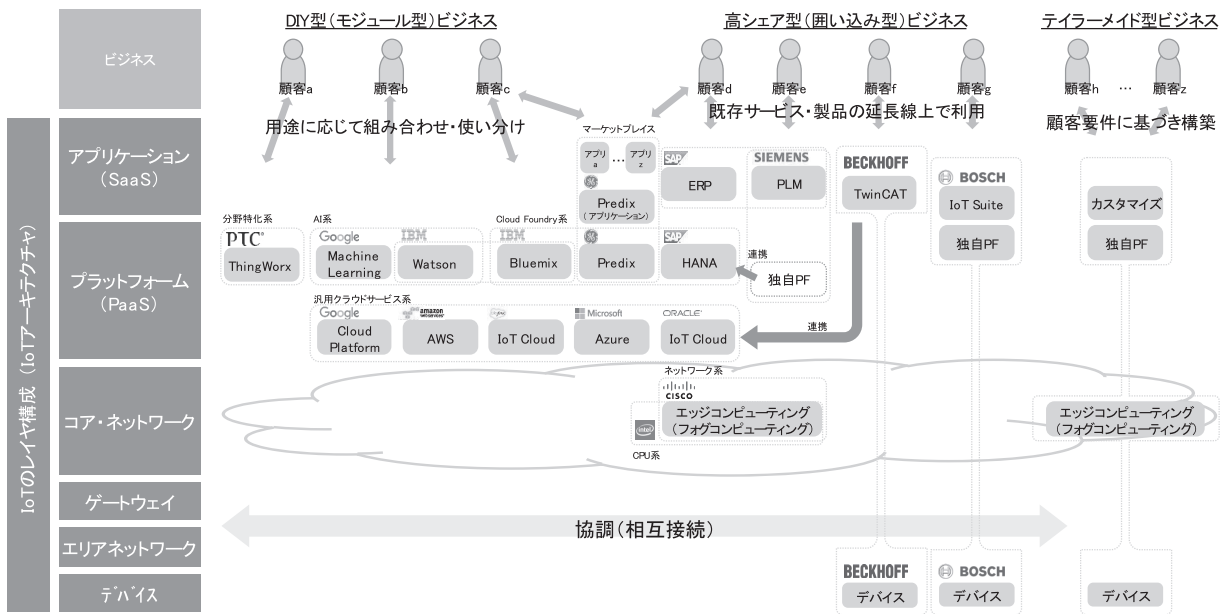 DIY型(モジュール型)ビジネス
高シェア型(囲い込み型)ビジネス
テイラーメイド型ビジネス
ビジネス
顧客a
顧客b
顧客c
顧客d
顧客e
顧客f
顧客g
顧客h
…
顧客z
用途に応じて組み合わせ・使い分け
既存サービス・製品の延長線上で利用
顧客要件に基づき構築
IoTのレイヤ構成(IoTアーキテクチャ)
アプリケーション
(SaaS)
マーケットプレイス
アプリ
a
…
アプリ
z
Predix
(アプリケーション)
SAP
ERP
SIEMENS
PLM
BECKHOFF
TwinCAT
BOSCH
IoT Suite
独自PF
カスタマイズ
独自PF
プラットフォーム
(PaaS)
分野特化系
PTC
ThingWorx
AI系
Google
Machine
Learning
IBM
Watson
Cloud Foundry系
IBM
Bluemix
Predix
SAP
HANA
連携
独自PF
汎用クラウドサービス系
Google
Cloud
Platform
amazon
webservices
AWS
IoT Cloud
Microsoft
Azure
ORACLE
IoT Cloud
連携
コア・ネットワーク
ネットワーク系
CISCO
エッジコンピューティング
(フォグコンピューティング)
intel
CPU系
エッジコンピューティング
(フォグコンピューティング)
ゲートウェイ
エリアネットワーク
協調(相互接続)
デバイス
BECKHOFF
デバイス
BOSCH
デバイス
デバイス